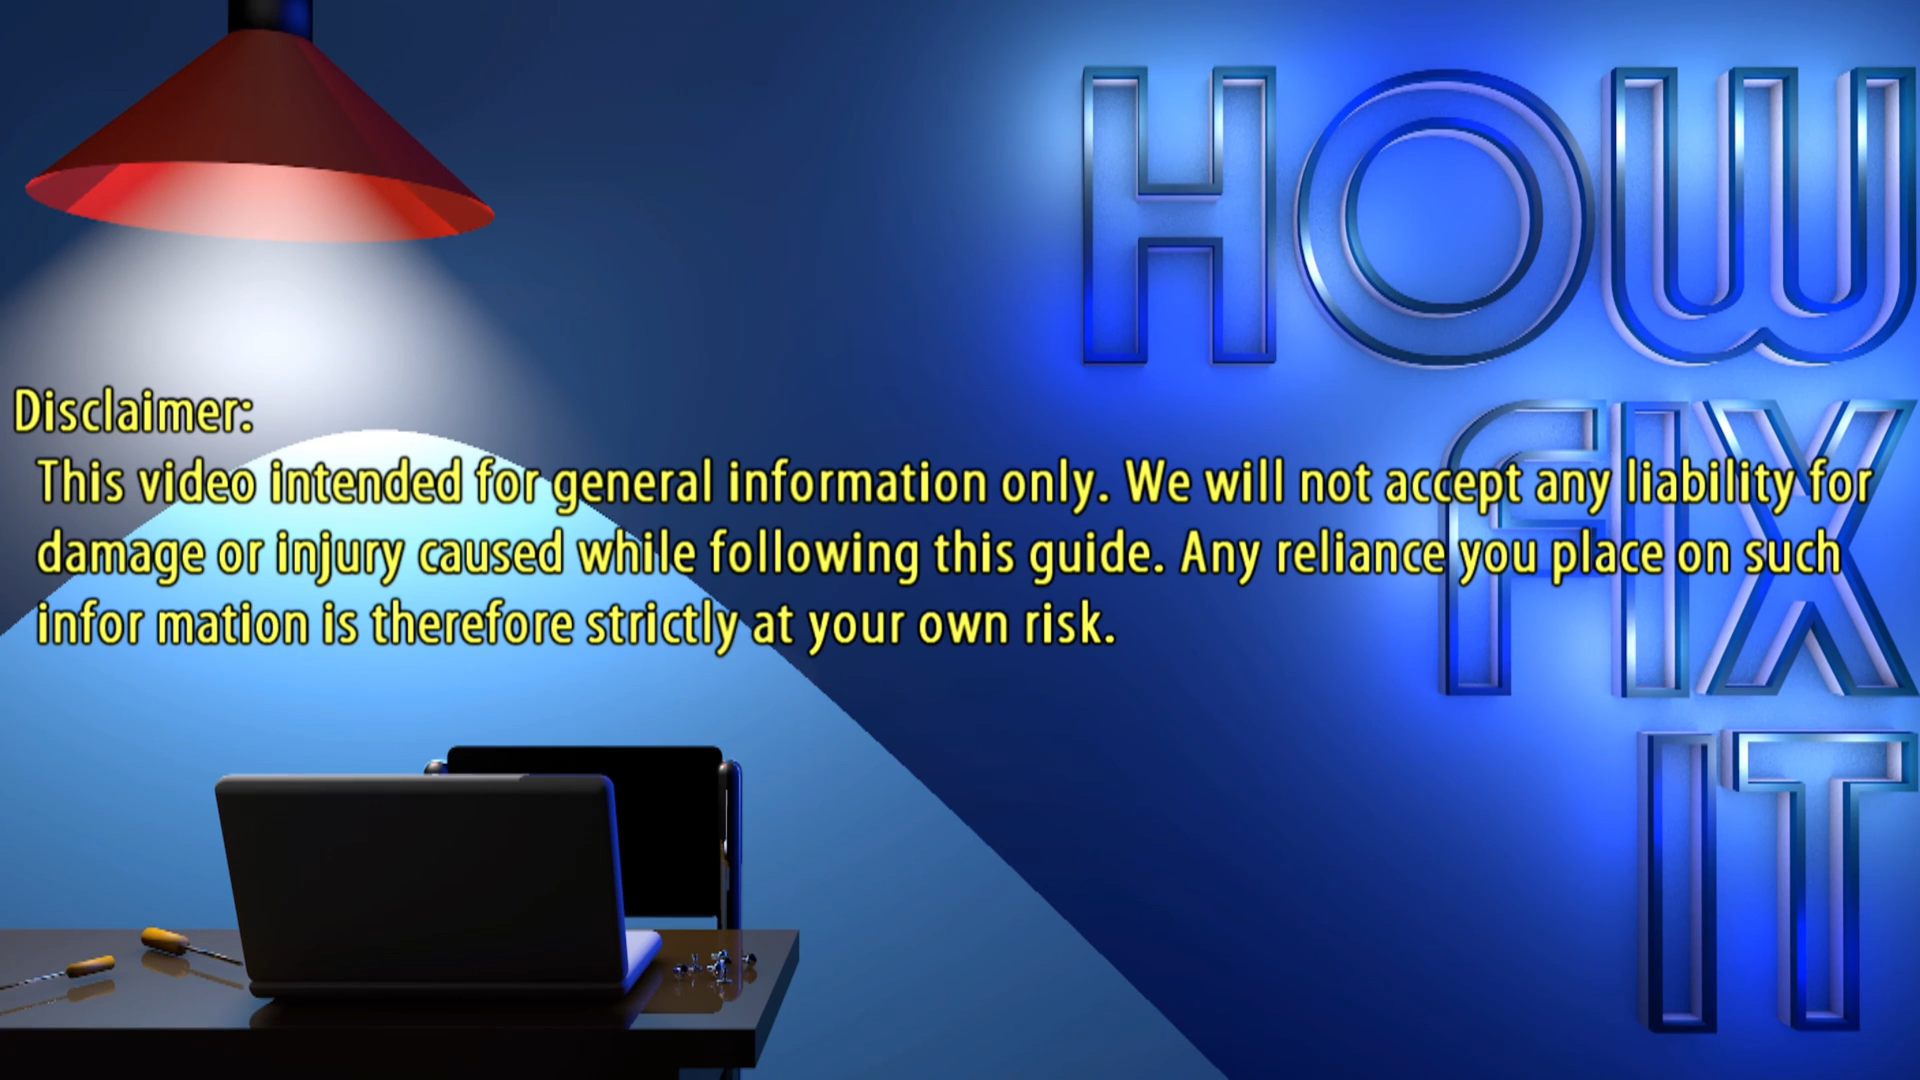 HOW
FIX
IT
Disclaimer:
This video intended for general information only. We will not accept any liability for
damage or injury caused while following this guide. Any reliance you place on such
infor mation is therefore strictly at your own risk.